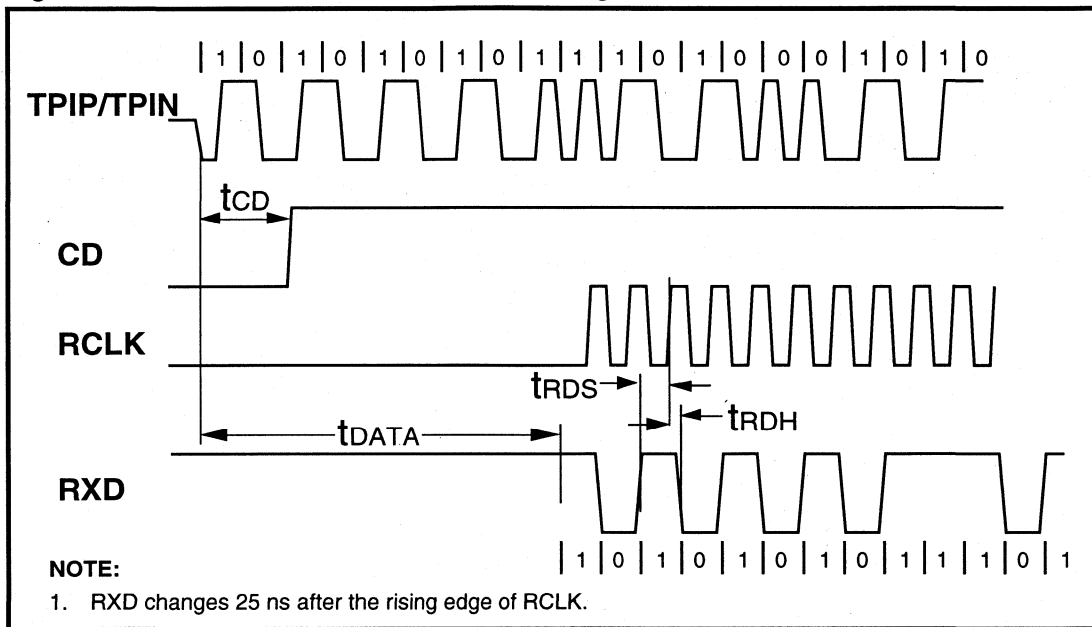 | 1 | 0 | 1 | 0 | 1 | 0 | 1 | 0 | 1 | 1 | 1 | 0 | 1 | 0 | 0 | 0 | 1 | 0 | 0
TPIP/TPIN
tCD
CD
RCLK
tRDS
tRDH
tDATA
RXD
| 1 | 0 | 1 | 0 | 1 | 0 | 1 | 0 | 1 | 1 | 1 | 0 | 1
NOTE:
1. RXD changes 25 ns after the rising edge of RCLK.